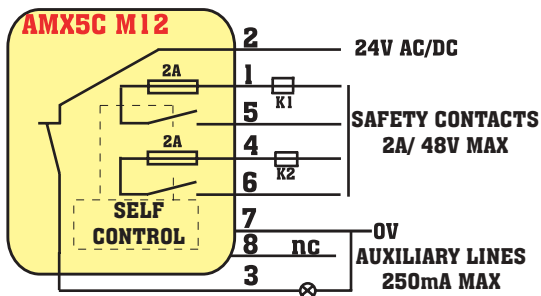 AMX5C M12
2
24V AC/DC
2A
1
K1
5
SAFETY CONTACTS
2A/ 48V MAX
2A
4
K2
6
SELF
CONTROL
7
0V
8
nc
AUXILIARY LINES
250mA MAX
3